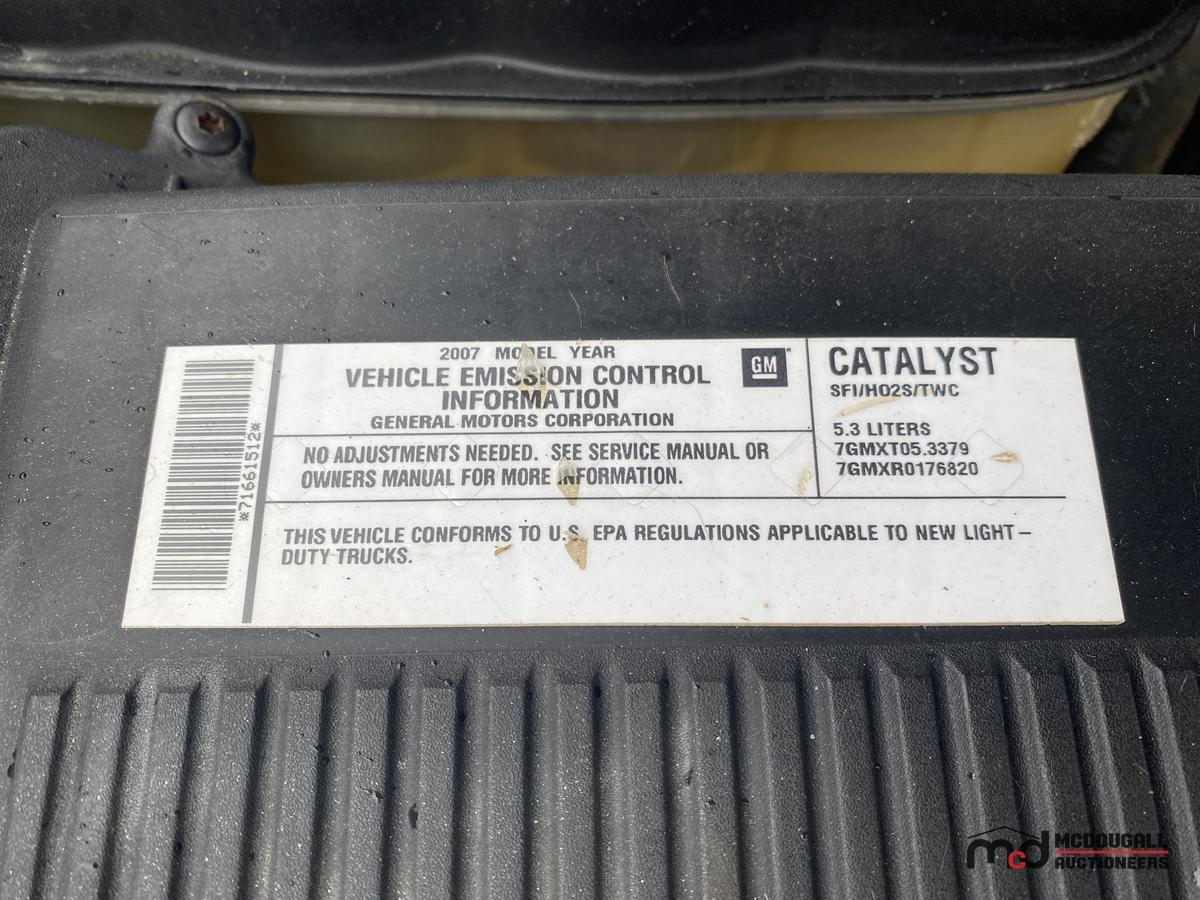 2007 MODEL YEAR
VEHICLE EMISSION CONTROL
INFORMATION
GENERAL MOTORS CORPORATION
GM
NO ADJUSTMENTS NEEDED. SEE SERVICE MANUAL OR
OWNERS MANUAL FOR MORE INFORMATION.
CATALYST
SFI/HO2S/TWC
5.3 LITERS
7GMXT05.3379
7GMXR0176820
THIS VEHICLE CONFORMS TO U.S. EPA REGULATIONS APPLICABLE TO NEW LIGHT–
DUTY TRUCKS.
*71661512*
mcd
MCDOUGALL
AUCTIONEERS